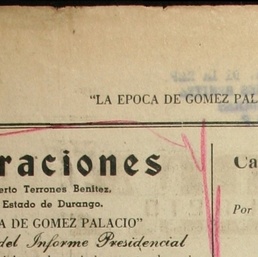 "LA EPOCA DE GOMEZ PAL
raciones
erto Terrones Benitez,
Estado de Durango.
A DE GOMEZ PALACIO"
del Informe Presidencial
Ca
Por